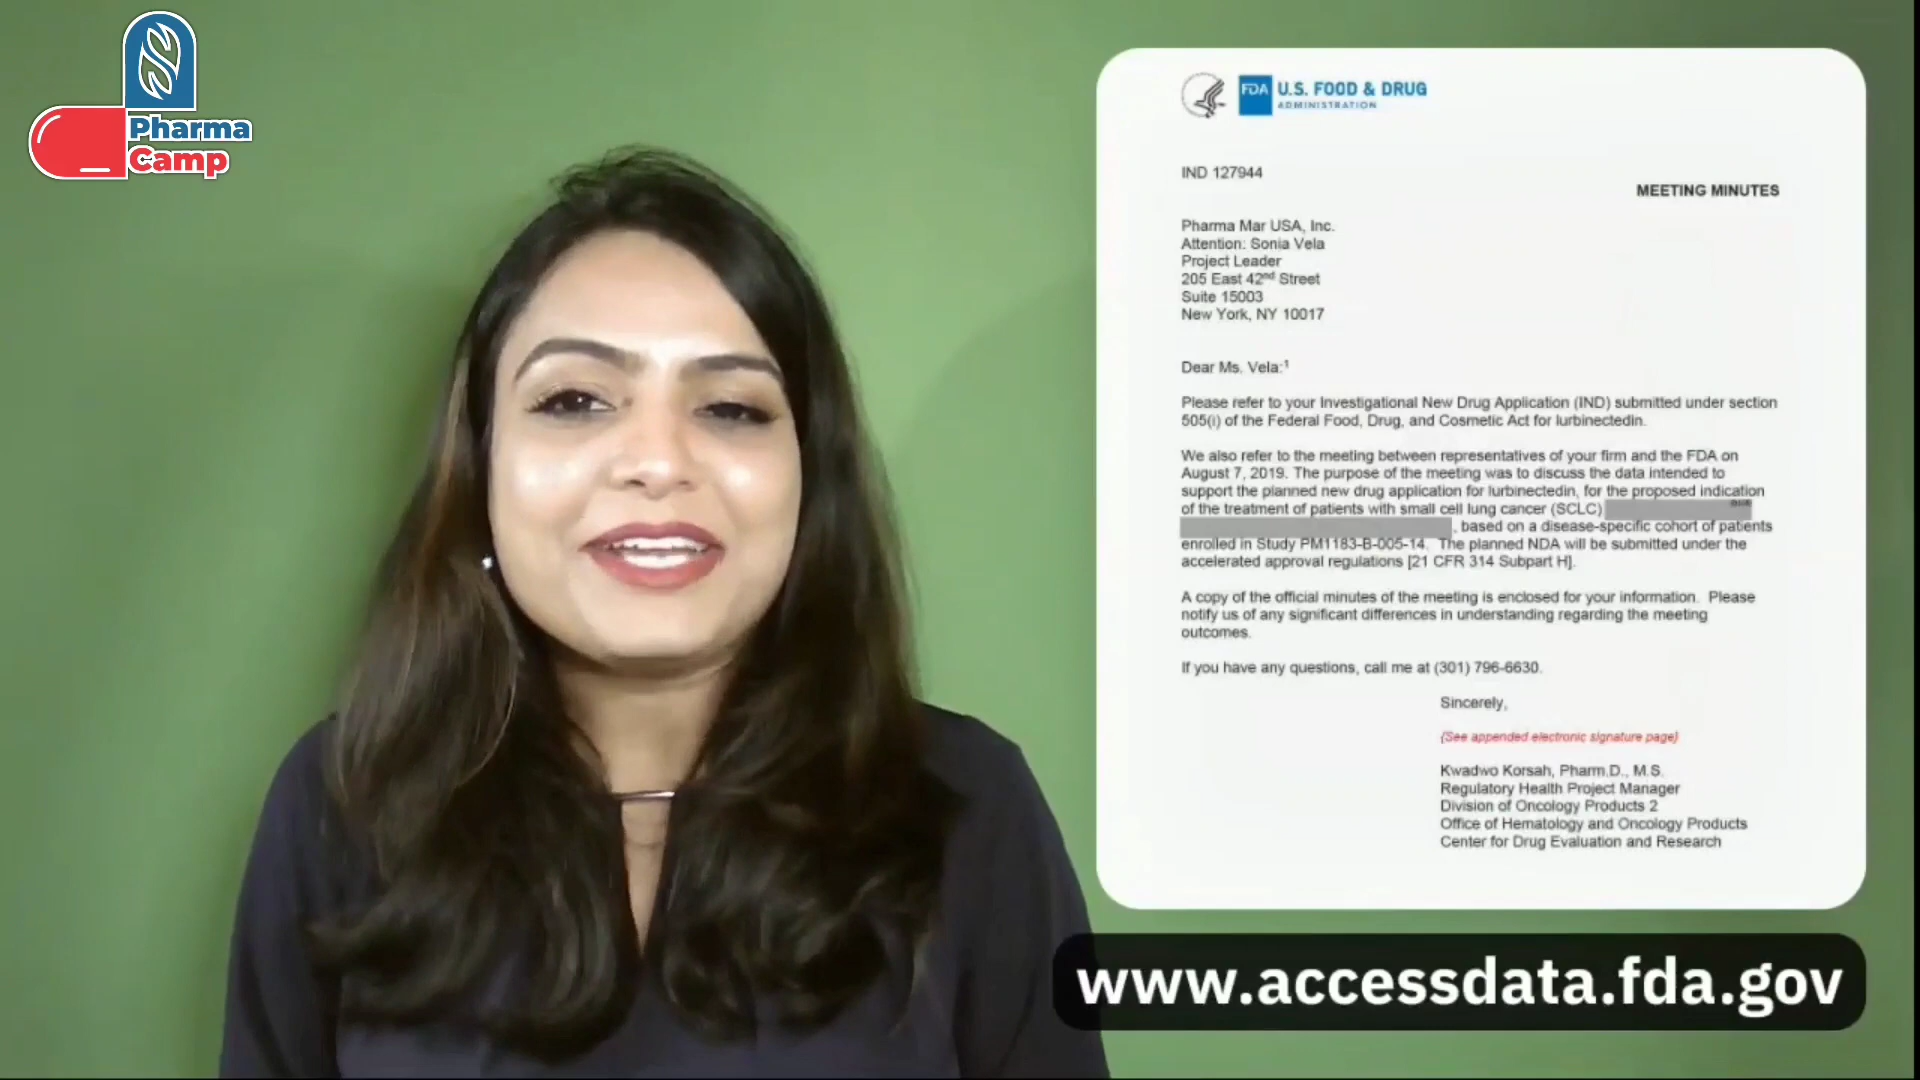 Pharma
Camp
FDA U.S. FOOD & DRUG
ADMINISTRATION
IND 127944
MEETING MINUTES
Pharma Mar USA, Inc.
Attention: Sonia Vela
Project Leader
205 East 42nd Street
Suite 15003
New York, NY 10017
Dear Ms. Vela:1
Please refer to your Investigational New Drug Application (IND) submitted under section
505(i) of the Federal Food, Drug, and Cosmetic Act for lurbinectedin.
We also refer to the meeting between representatives of your firm and the FDA on
August 7, 2019. The purpose of the meeting was to discuss the data intended to
support the planned new drug application for lurbinectedin, for the proposed indication
of the treatment of patients with small cell lung cancer (SCLC)
, based on a disease-specific cohort of patients
enrolled in Study PM1183-B-005-14. The planned NDA will be submitted under the
accelerated approval regulations [21 CFR 314 Subpart H].
A copy of the official minutes of the meeting is enclosed for your information. Please
notify us of any significant differences in understanding regarding the meeting
outcomes.
If you have any questions, call me at (301) 796-6630.
Sincerely,
{See appended electronic signature page}
Kwadwo Korsah, Pharm.D., M.S.
Regulatory Health Project Manager
Division of Oncology Products 2
Office of Hematology and Oncology Products
Center for Drug Evaluation and Research
www.accessdata.fda.gov